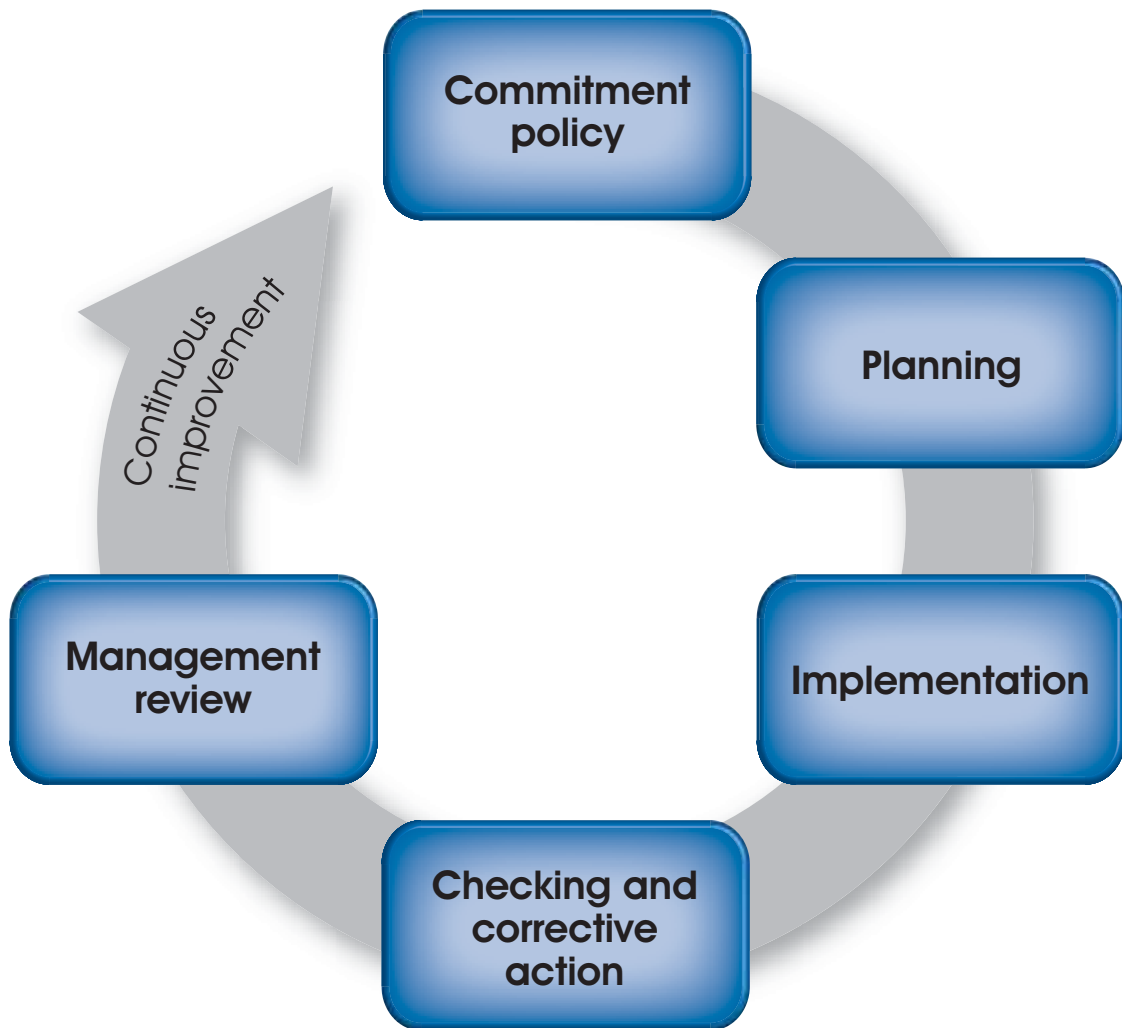 Commitment
policy
Planning
Implementation
Checking and
corrective
action
Management
review
Continuous
improvement